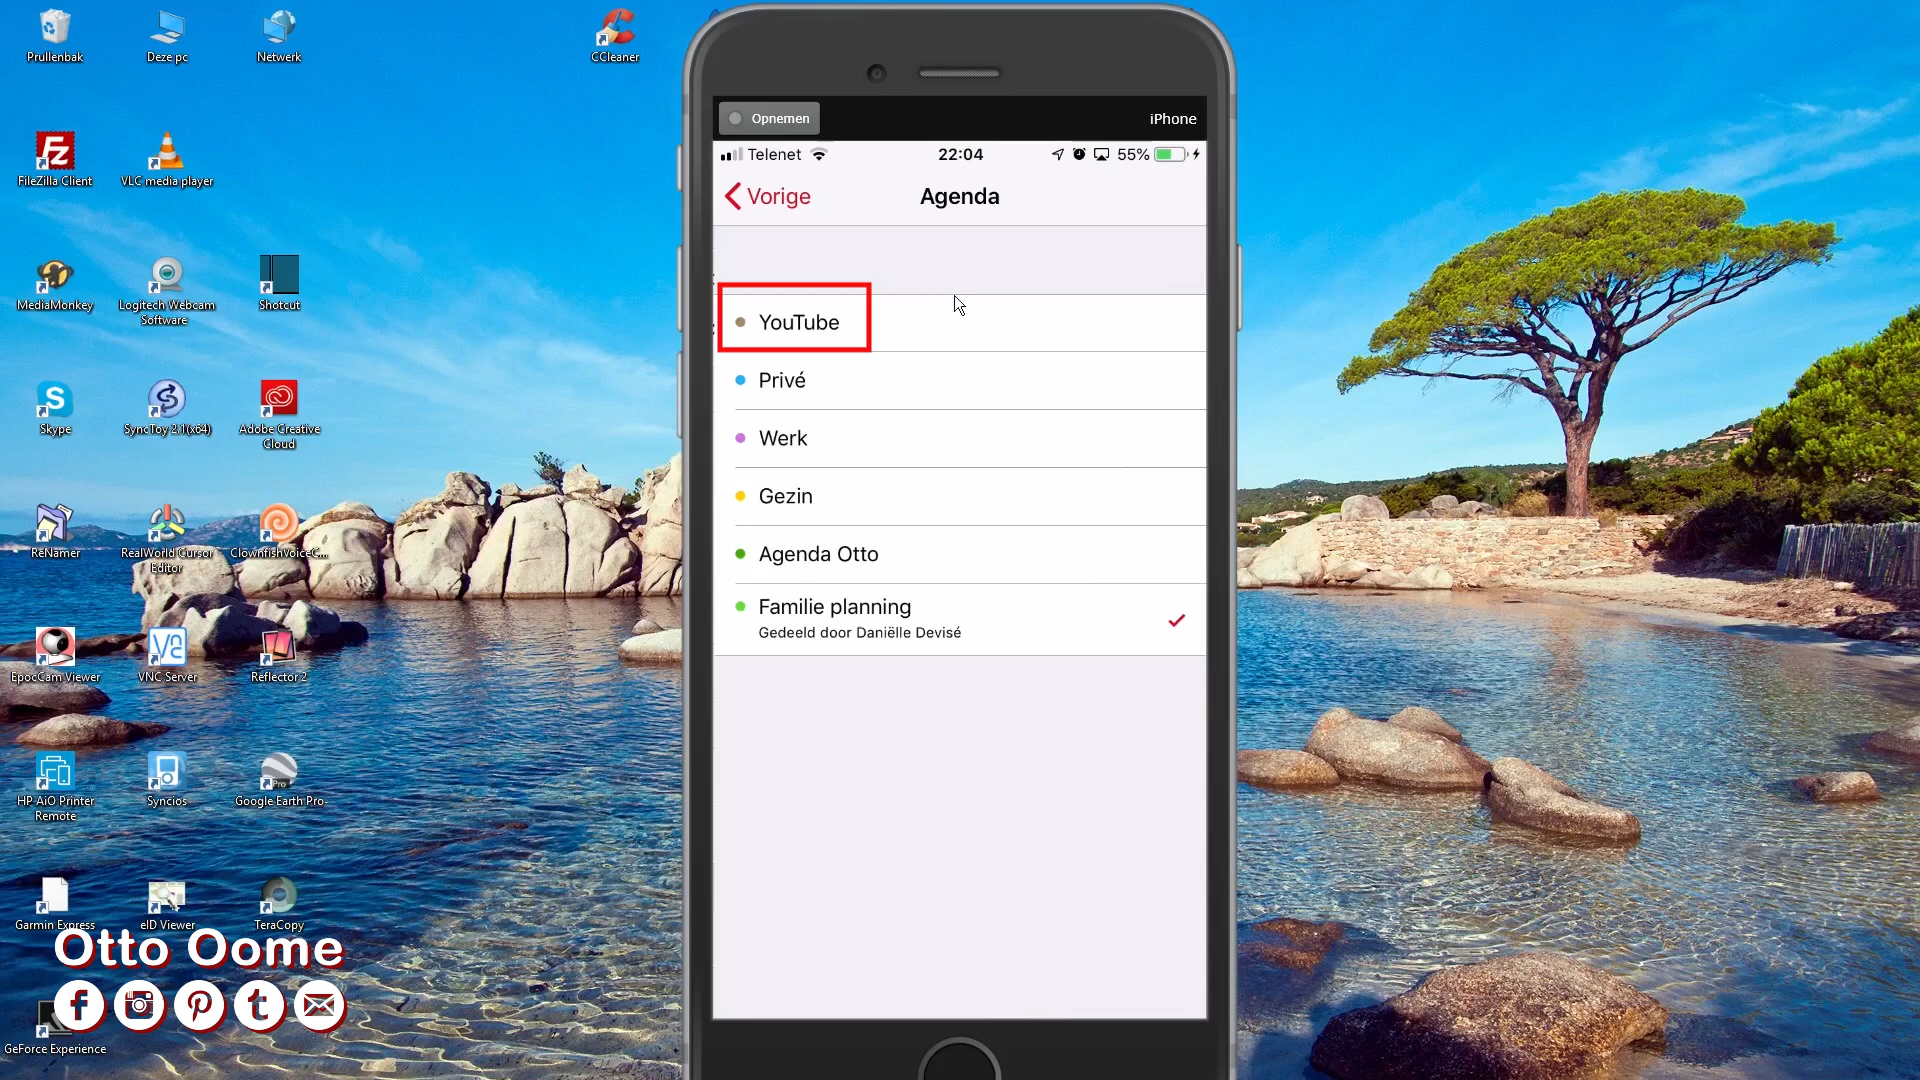 Prullenbak
Deze pc
Netwerk
CCleaner
FileZilla Client
VLC media player
MediaMonkey
Logitech Webcam
Software
Shotcut
Skype
SyncToy 2.1(x64)
Adobe Creative
Cloud
ReNamer
RealWorld Cursor
Editor
ClownfishVoiceC...
EpocCam Viewer
VNC Server
Reflector 2
HP AiO Printer
Remote
Syncios
Google Earth Pro
Garmin Express
eID Viewer
TeraCopy
Otto Oome
GeForce Experience
Opnemen
iPhone
Telenet
22:04
55%
Vorige
Agenda
YouTube
Privé
Werk
Gezin
Agenda Otto
Familie planning
Gedeeld door Daniëlle Devisé